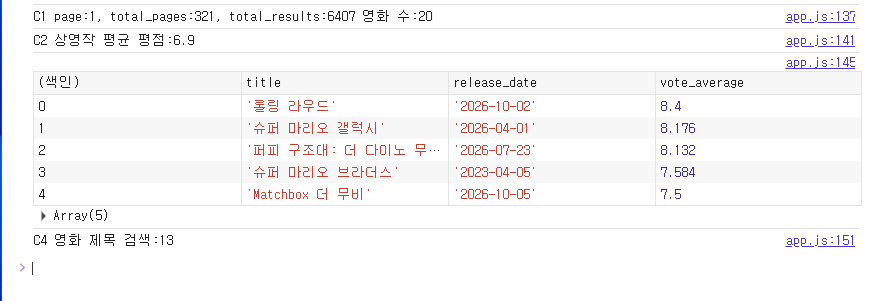 C1 page:1, total_pages:321, total_results:6407 영화 수:20 app.js:137
C2 상영작 평균 평점:6.9 app.js:141
app.js:145
(색인) title release_date vote_average
0 '홀링 라우드' '2026-10-02' 8.4
1 '슈퍼 마리오 갤럭시' '2026-04-01' 8.176
2 '퍼피 구조대: 더 다이노 무… '2026-07-23' 8.132
3 '슈퍼 마리오 브라더스' '2023-04-05' 7.584
4 'Matchbox 더 무비' '2026-10-05' 7.5
▶ Array(5)
C4 영화 제목 검색:13 app.js:151
>